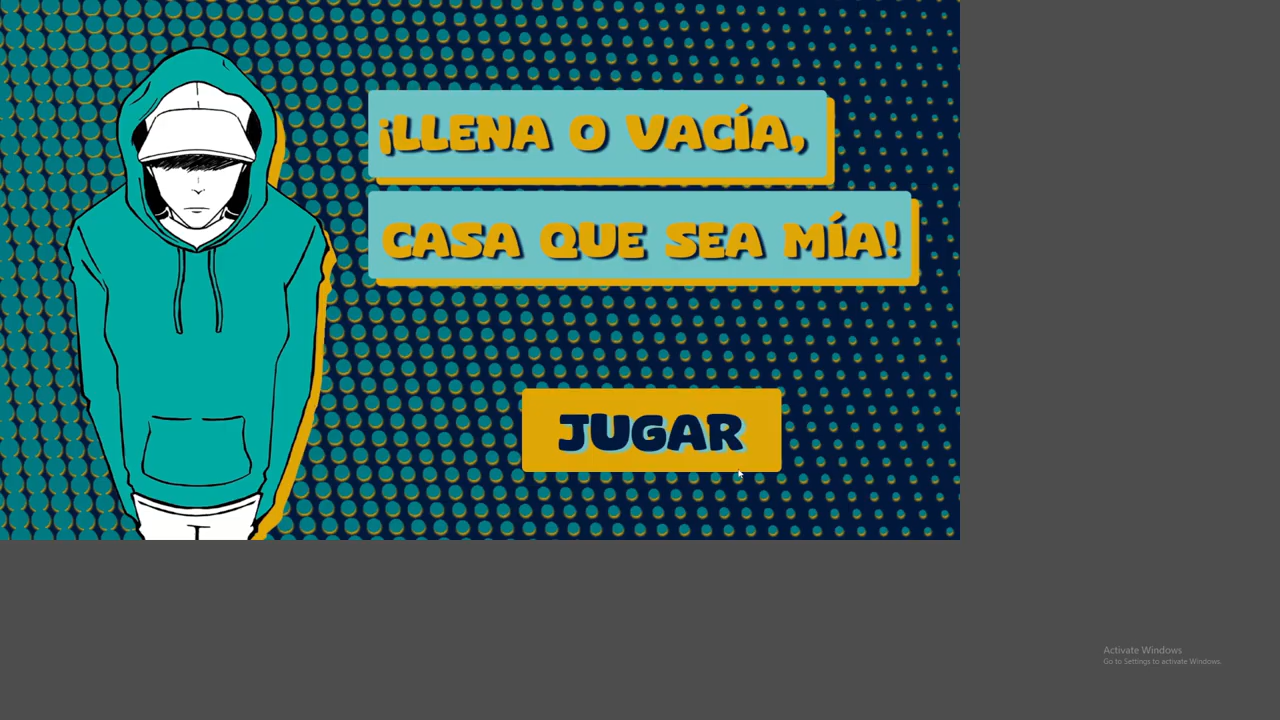 ¡LLENA O VACÍA,
CASA QUE SEA MÍA!
JUGAR
Activate Windows
Go to Settings to activate Windows.